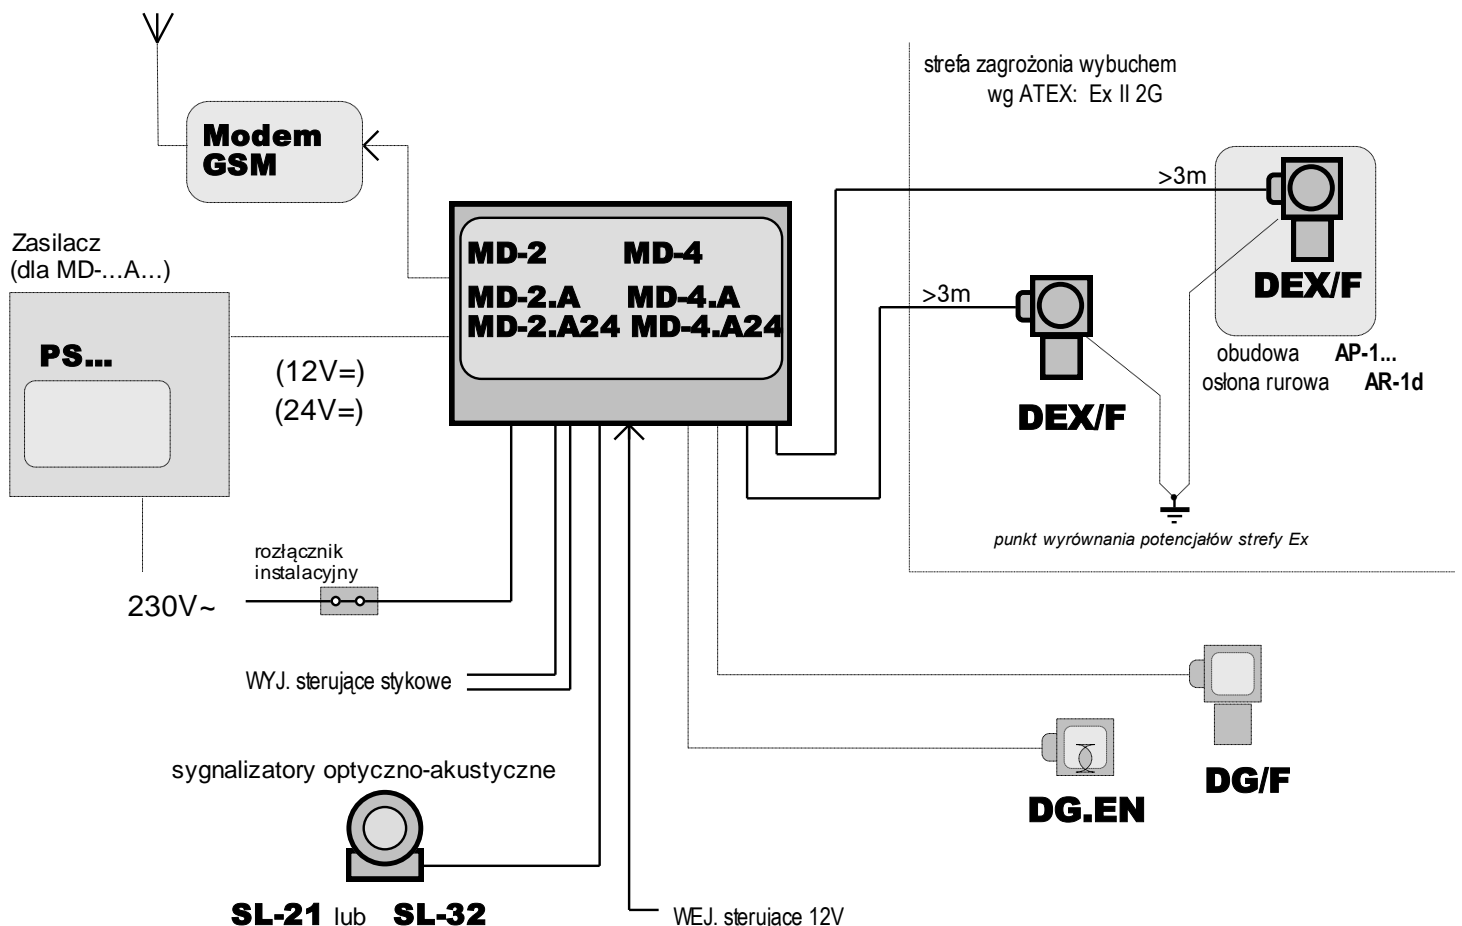 strefa zagrożonia wybuchem
wg ATEX: Ex II 2G
Modem
GSM
>3m
Zasilacz
(dla MD-...A...)
MD-2 MD-4
MD-2.A MD-4.A
MD-2.A24 MD-4.A24
DEX/F
>3m
PS...
(12V=)
(24V=)
obudowa AP-1...
osłona rurowa AR-1d
DEX/F
punkt wyrównania potencjałów strefy Ex
rozłącznik
instalacyjny
230V~
WYJ. sterujące stykowe
sygnalizatory optyczno-akustyczne
DG/F
DG.EN
SL-21 lub SL-32
WEJ. sterujące 12V